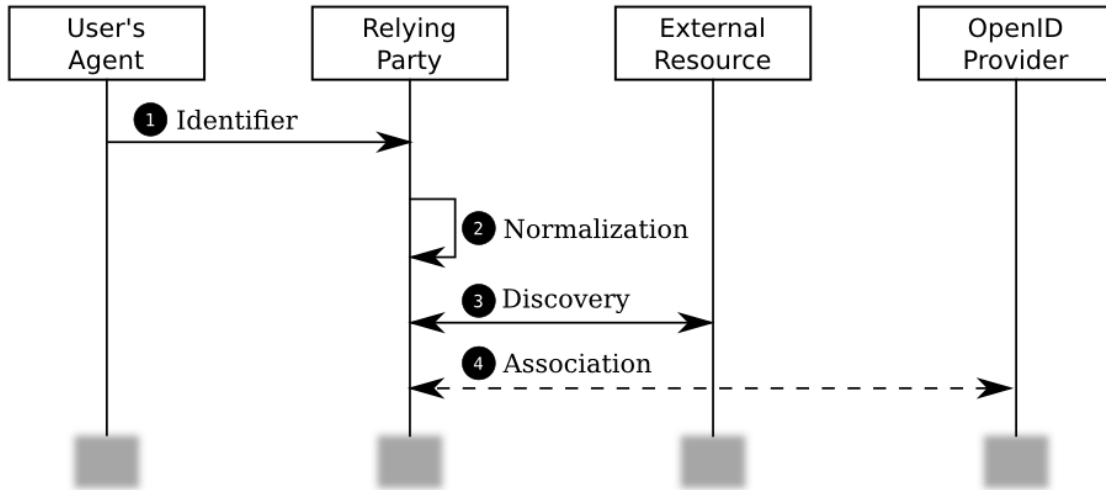 User's
Agent
Relying
Party
External
Resource
OpenID
Provider
1 Identifier
2 Normalization
3 Discovery
4 Association